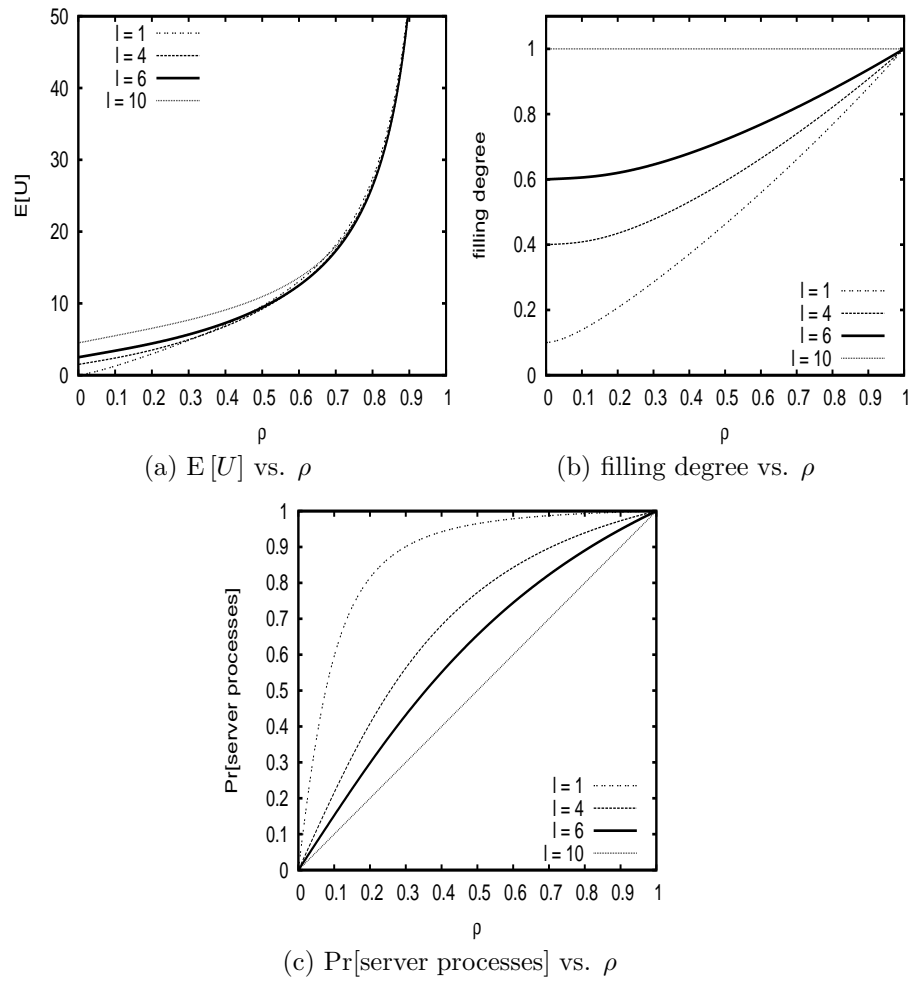 50
40
30
20
10
0
E[U]
l = 1
l = 4
l = 6
l = 10
0 0.1 0.2 0.3 0.4 0.5 0.6 0.7 0.8 0.9 1
ρ
(a) E [U] vs. ρ
1
0.8
0.6
0.4
0.2
0
filling degree
l = 1
l = 4
l = 6
l = 10
0 0.1 0.2 0.3 0.4 0.5 0.6 0.7 0.8 0.9 1
ρ
(b) filling degree vs. ρ
1
0.9
0.8
0.7
0.6
0.5
0.4
0.3
0.2
0.1
0
Pr[server processes]
l = 1
l = 4
l = 6
l = 10
0 0.1 0.2 0.3 0.4 0.5 0.6 0.7 0.8 0.9 1
ρ
(c) Pr[server processes] vs. ρ